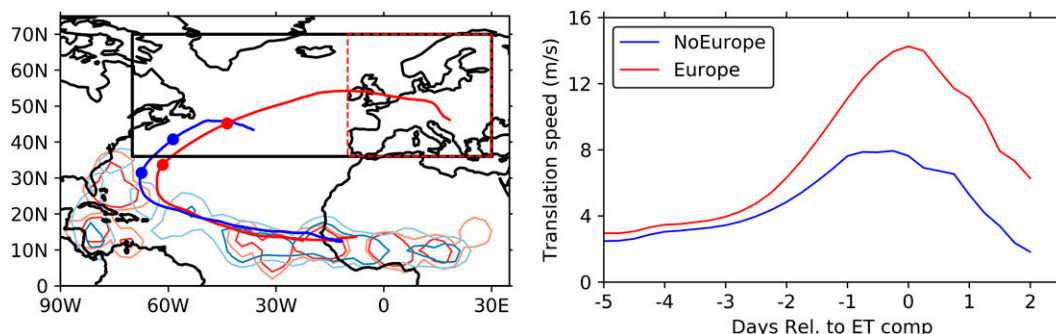 70N
60N
50N
40N
30N
20N
10N
0
90W 60W 30W 0 30E
Translation speed (m/s)
16
12
8
4
0
NoEurope
Europe
-5 -4 -3 -2 -1 0 1 2
Days Rel. to ET comp